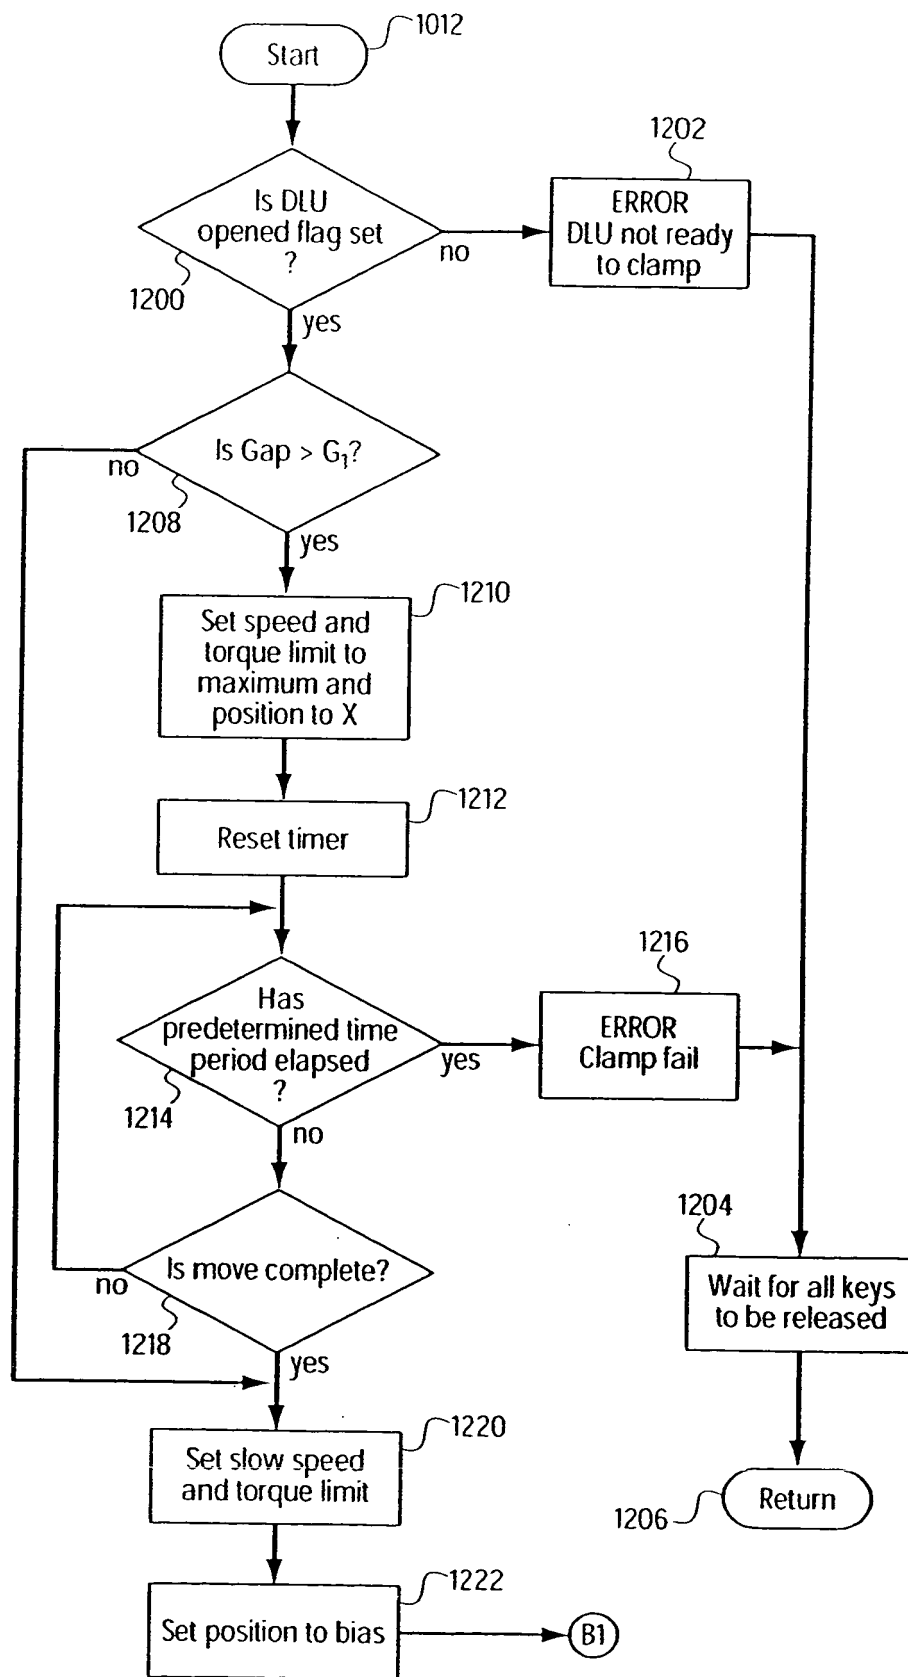 1012
Start
1202
Is DLU
opened flag set
?
ERROR
DLU not ready
to clamp
no
1200
yes
Is Gap > G₁?
no
1208
yes
1210
Set speed and
torque limit to
maximum and
position to X
1212
Reset timer
1216
Has
predetermined time
period elapsed
?
ERROR
Clamp fail
yes
1214
no
1204
Is move complete?
no
Wait for all keys
to be released
1218
yes
1220
Set slow speed
and torque limit
Return
1206
1222
Set position to bias
B1